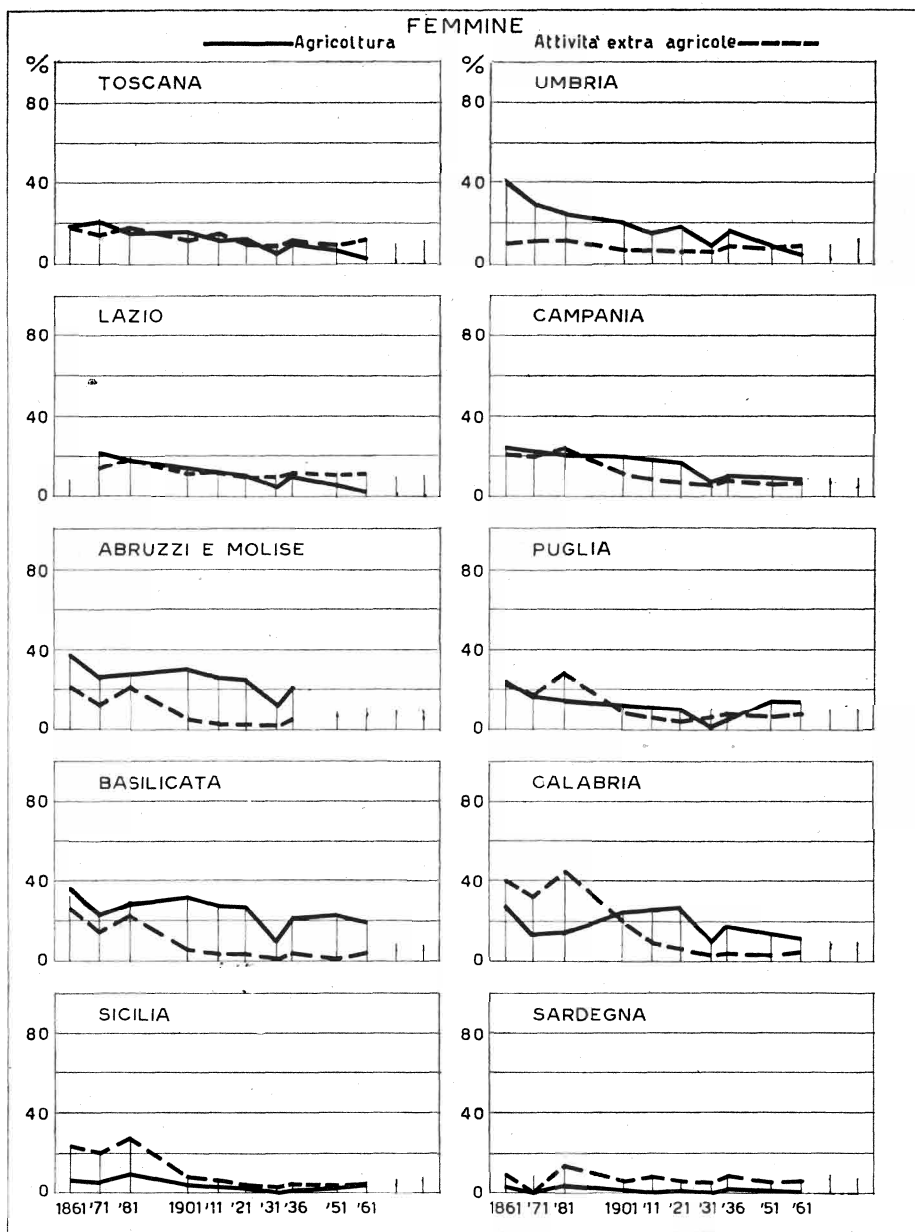 FEMMINE
Agricoltura Attivita' extra agricole
% %
TOSCANA UMBRIA
80 80
40 40
0 0
LAZIO CAMPANIA
80 80
40 40
0 0
ABRUZZI E MOLISE PUGLIA
80 80
40 40
0 0
BASILICATA CALABRIA
80 80
40 40
0 0
SICILIA SARDEGNA
80 80
40 40
0 0
1861 '71 '81 1901 '11 '21 '31 '36 '51 '61 1861 '71 '81 1901 '11 '21 '31 '36 '51 '61